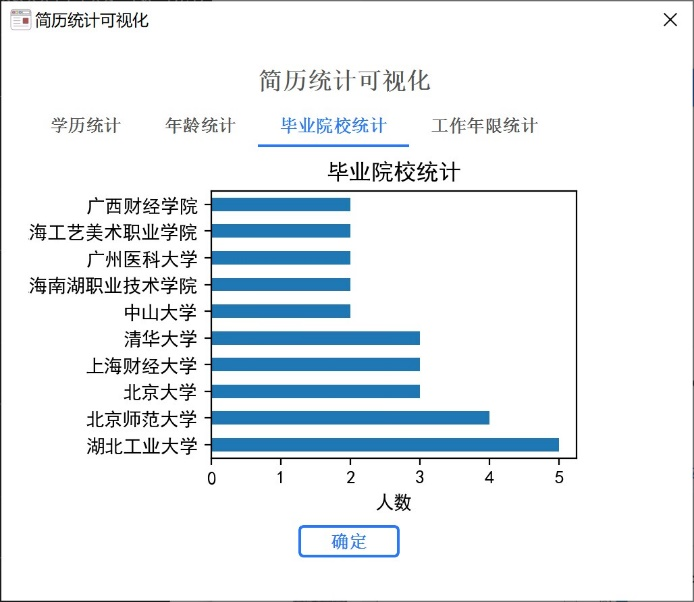 简历统计可视化
简历统计可视化
学历统计 年龄统计 毕业院校统计 工作年限统计
毕业院校统计
广西财经学院
海工艺美术职业学院
广州医科大学
海南湖职业技术学院
中山大学
清华大学
上海财经大学
北京大学
北京师范大学
湖北工业大学
0 1 2 3 4 5
人数
确定